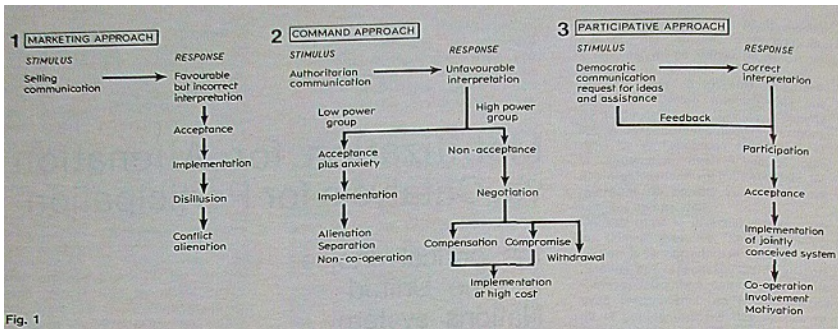 1 MARKETING APPROACH
STIMULUS
RESPONSE
Selling
communication
Favourable
but incorrect
interpretation
Acceptance
Implementation
Disillusion
Conflict
alienation
2 COMMAND APPROACH
STIMULUS
RESPONSE
Authoritarian
communication
Unfavourable
interpretation
Low power
group
High power
group
Acceptance
plus anxiety
Implementation
Alienation
Separation
Non-co-operation
Non-acceptance
Negotiation
Compensation
Compromise
Withdrawal
Implementation
at high cost
3 PARTICIPATIVE APPROACH
STIMULUS
RESPONSE
Democratic
communication
request for ideas
and assistance
Correct
interpretation
Feedback
Participation
Acceptance
Implementation
of jointly
conceived system
Co-operation
Involvement
Motivation
Fig. 1